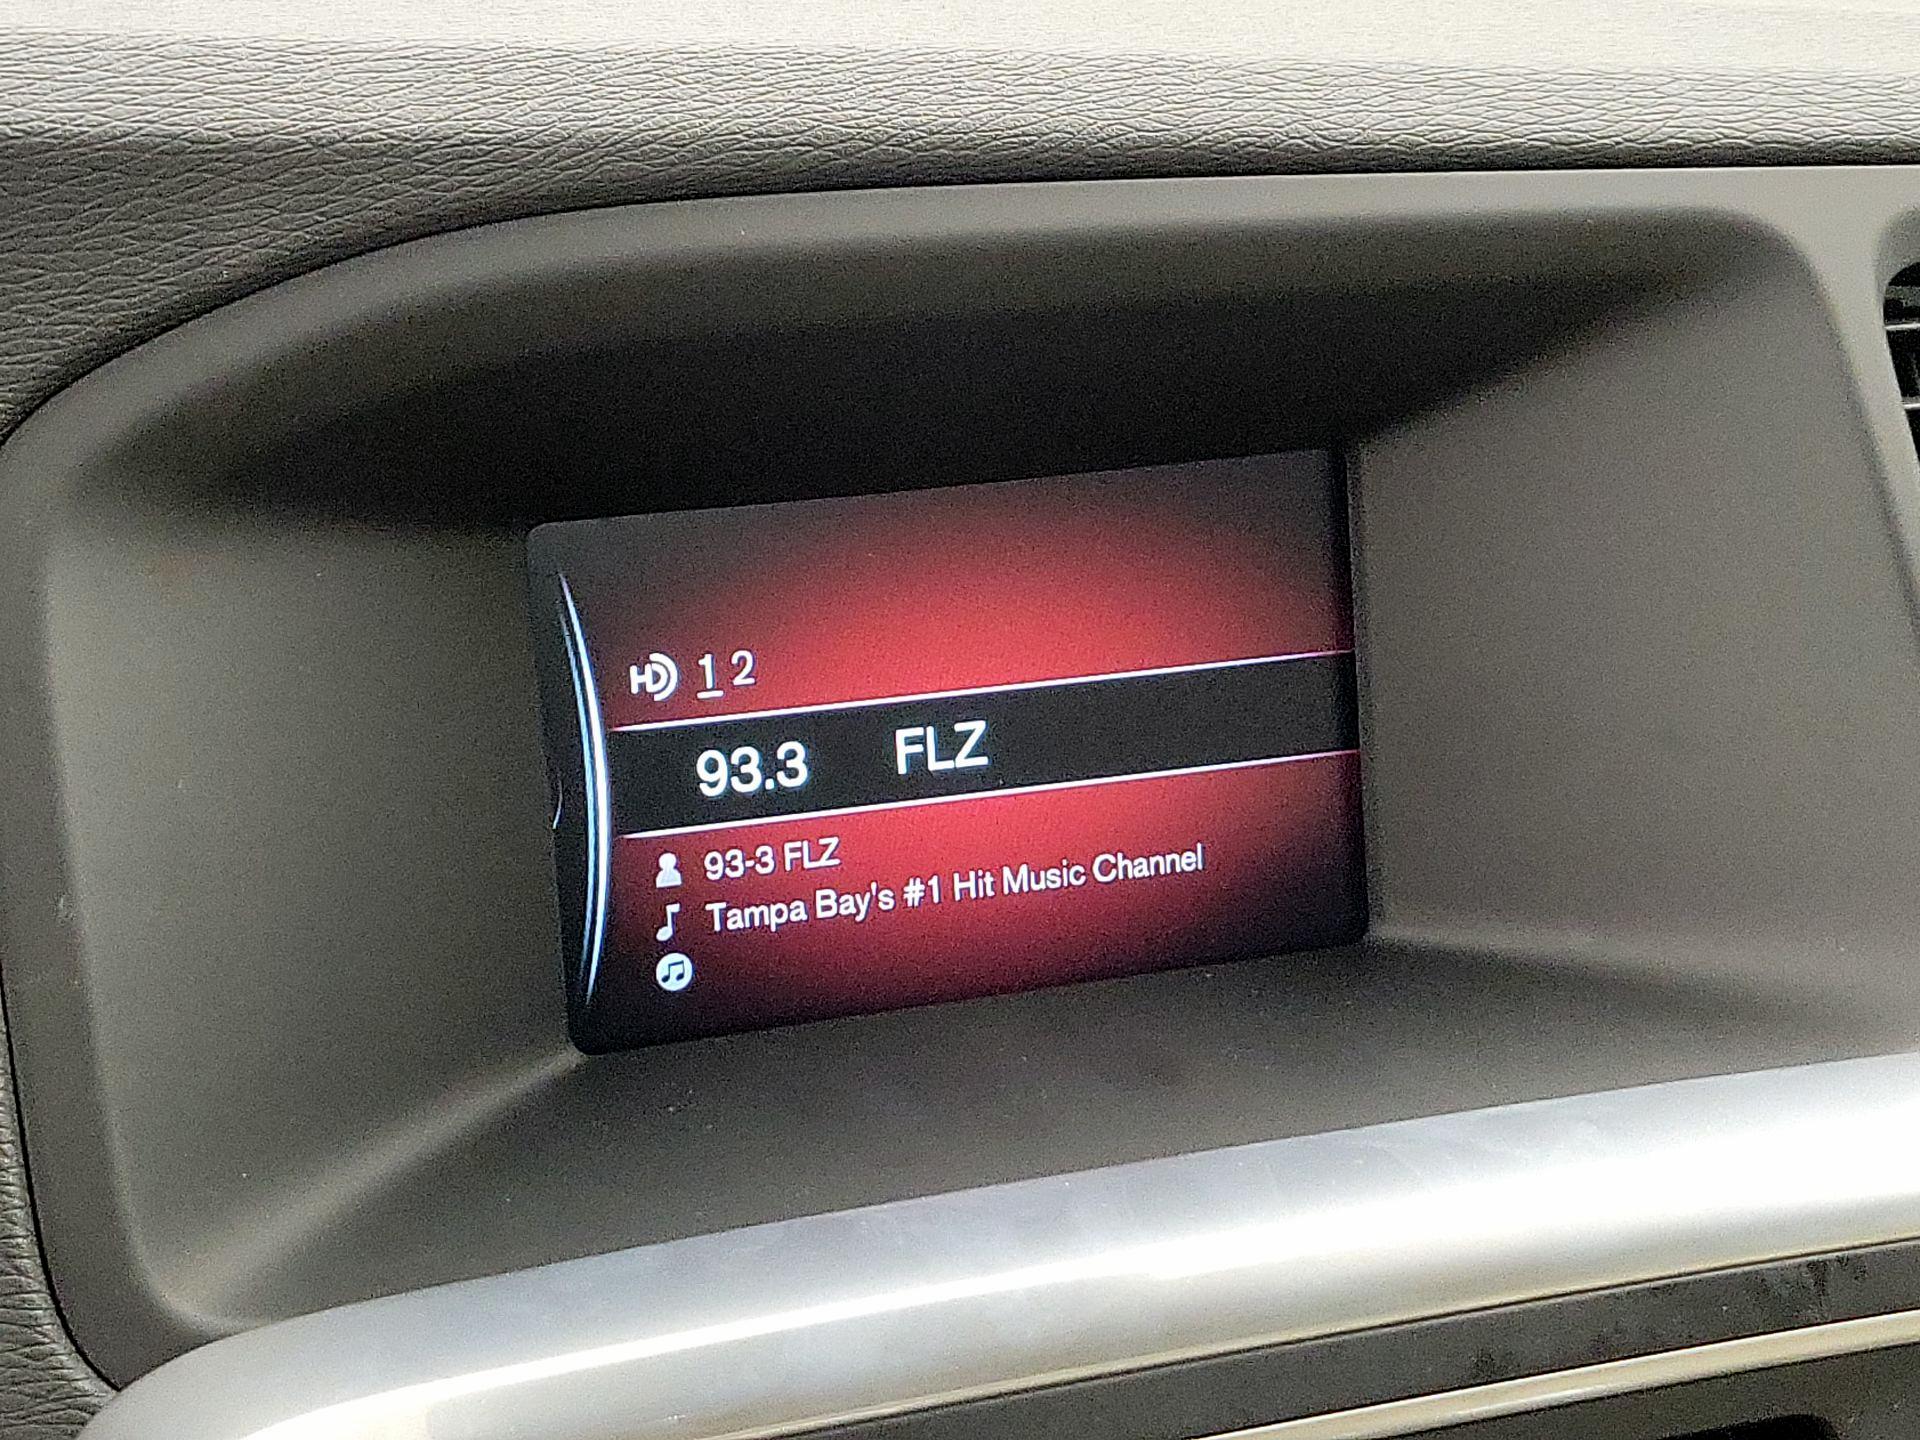 HD 1 2
93.3 FLZ
93-3 FLZ
Tampa Bay's #1 Hit Music Channel